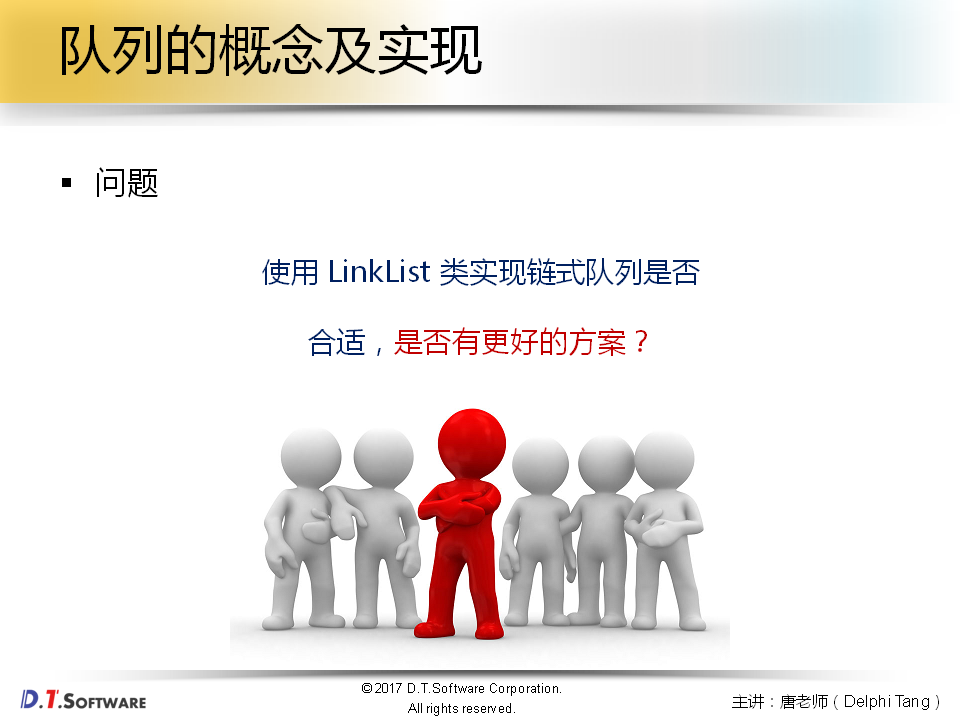 队列的概念及实现
▪ 问题
使用 LinkList 类实现链式队列是否
合适，是否有更好的方案？
D.T.SOFTWARE
©2017 D.T.Software Corporation.
All rights reserved.
主讲：唐老师（Delphi Tang）